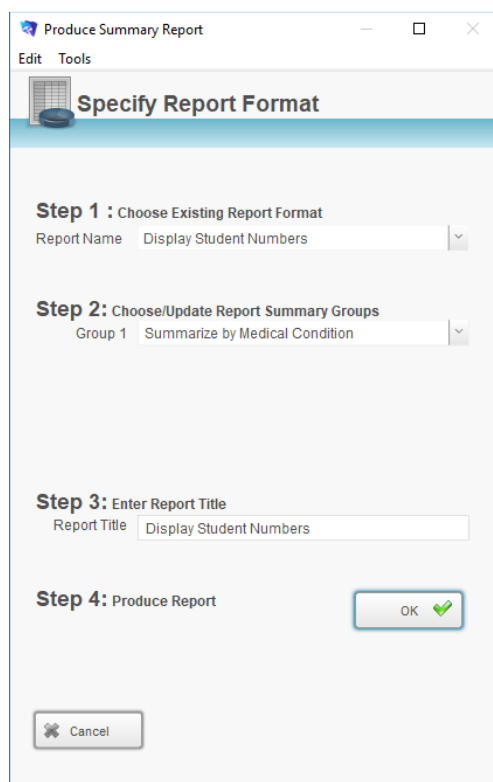 Produce Summary Report
Edit Tools
Specify Report Format
Step 1 : Choose Existing Report Format
Report Name Display Student Numbers
Step 2: Choose/Update Report Summary Groups
Group 1 Summarize by Medical Condition
Step 3: Enter Report Title
Report Title Display Student Numbers
Step 4: Produce Report
OK
Cancel